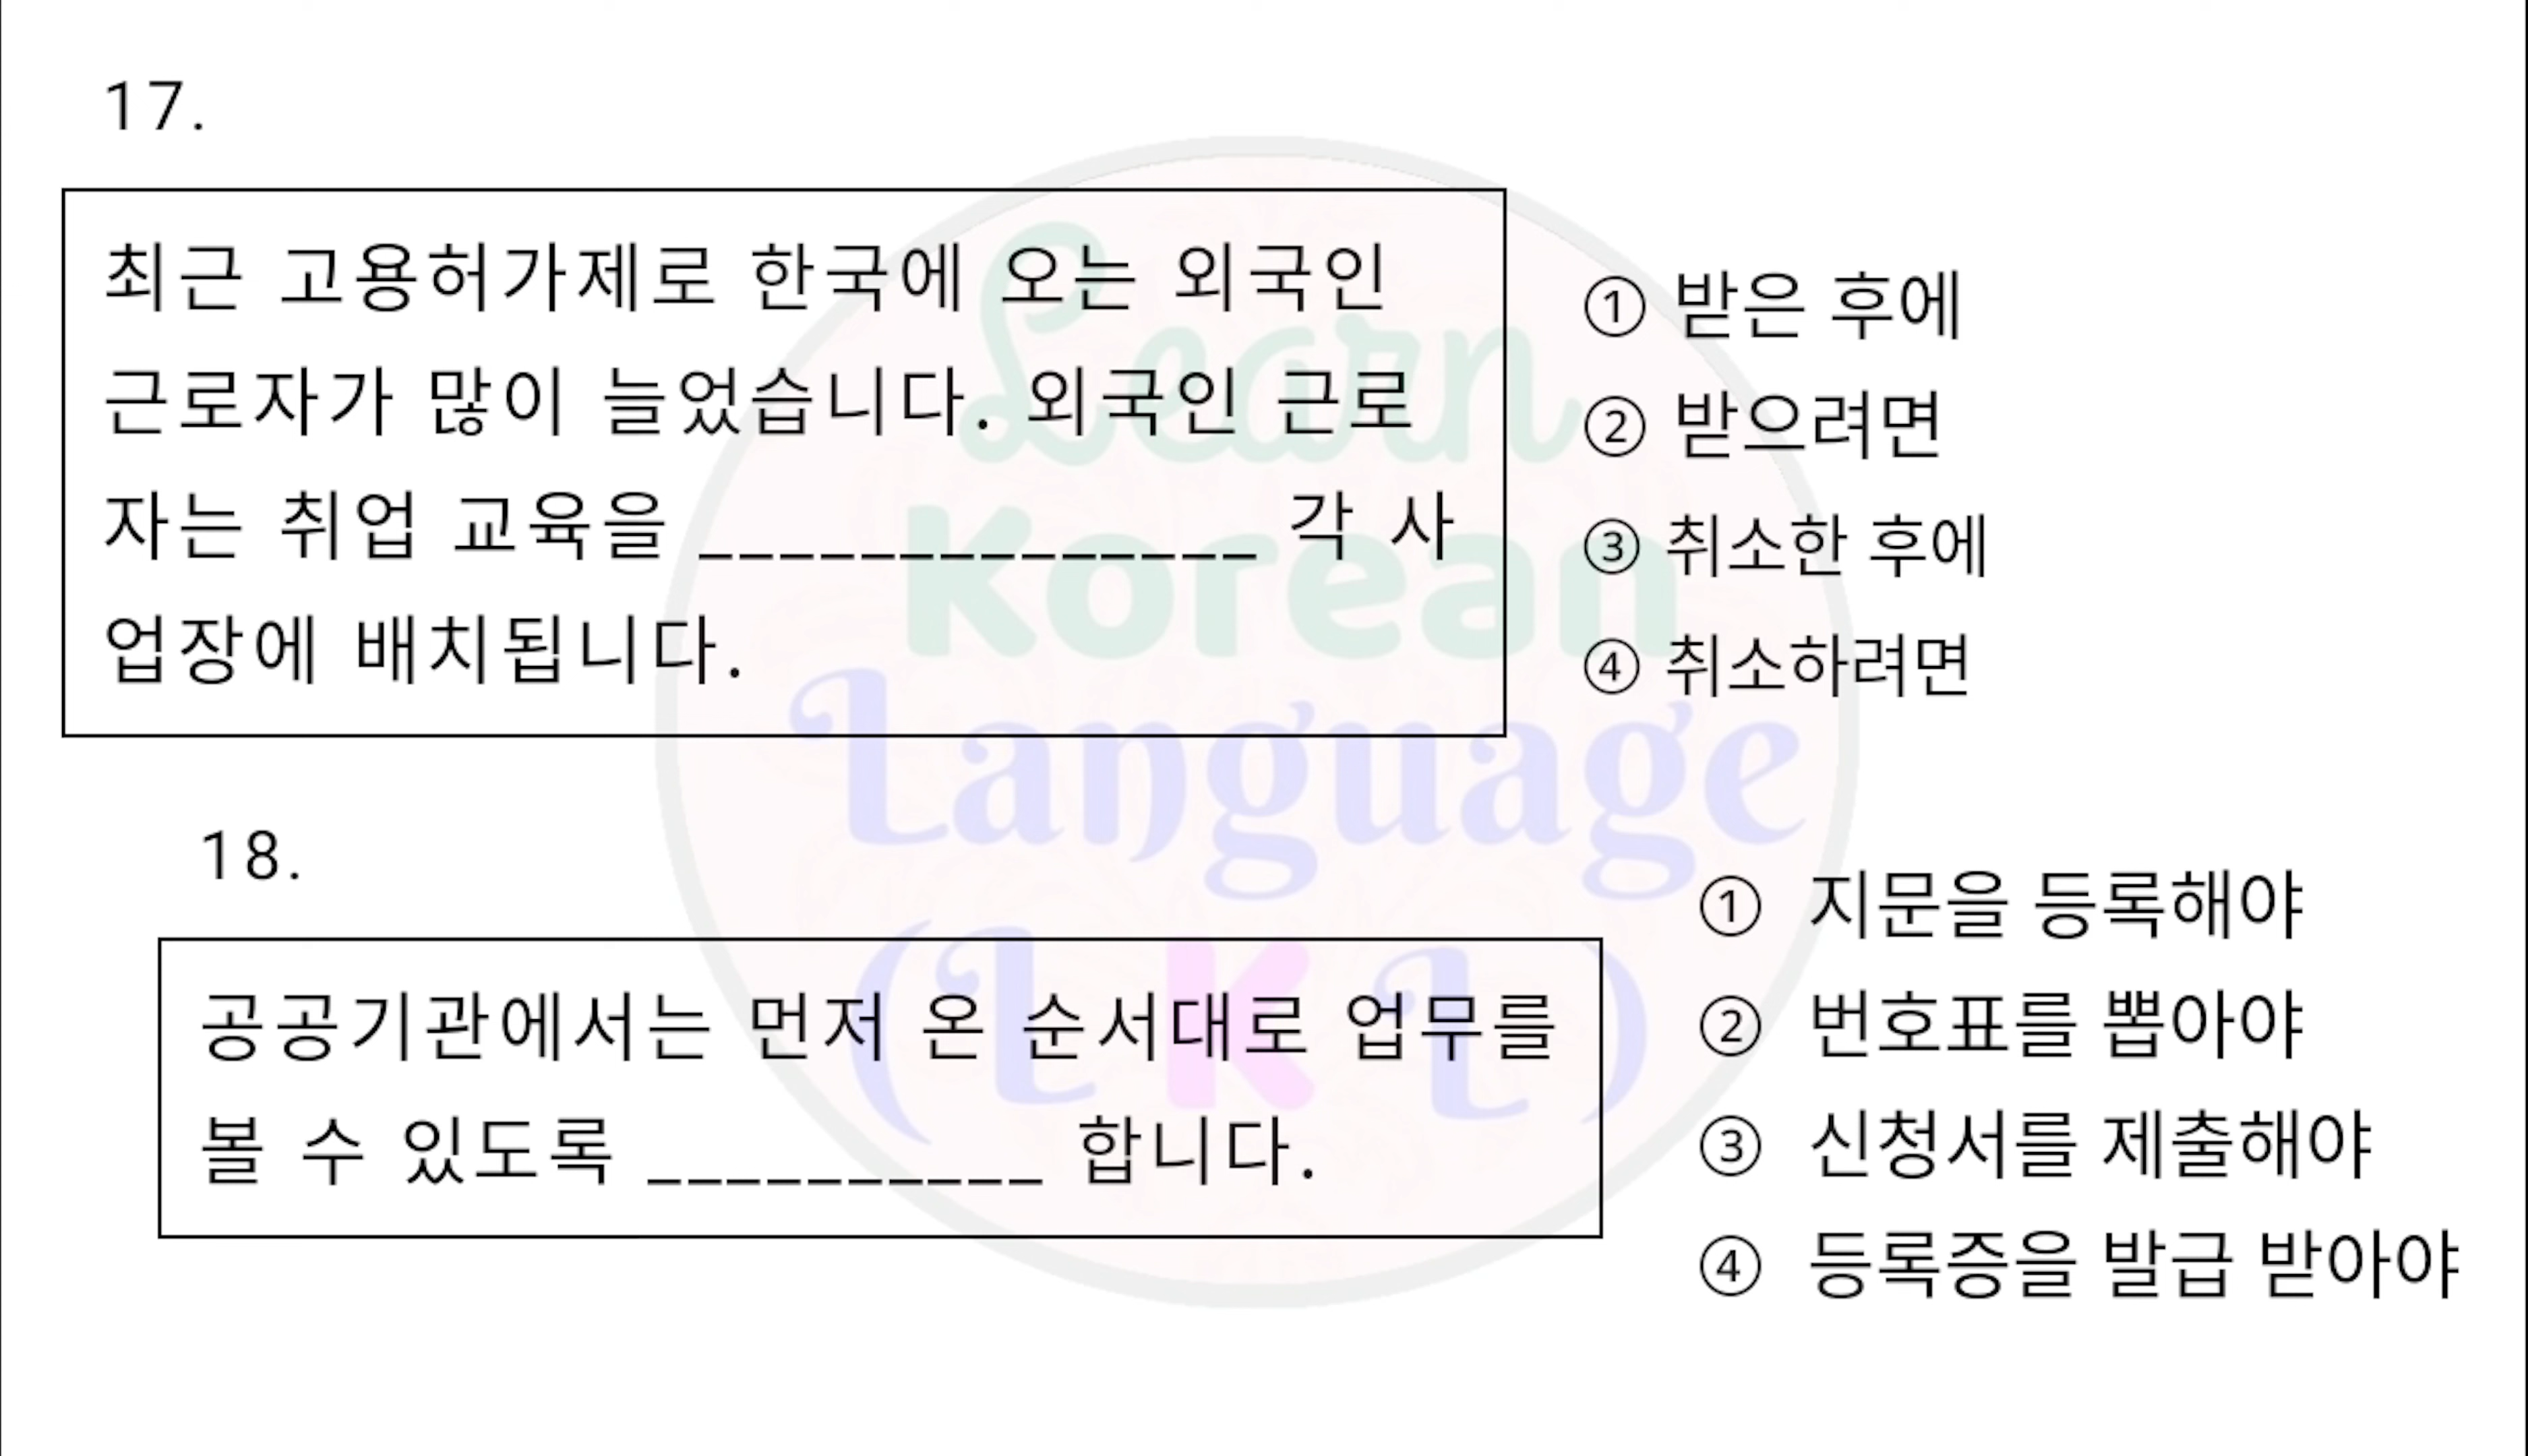 17.
최근 고용허가제로 한국에 오는 외국인
근로자가 많이 늘었습니다. 외국인 근로
자는 취업 교육을 ______________ 각 사
업장에 배치됩니다.
① 받은 후에
② 받으려면
③ 취소한 후에
④ 취소하려면
18.
공공기관에서는 먼저 온 순서대로 업무를
볼 수 있도록 __________ 합니다.
① 지문을 등록해야
② 번호표를 뽑아야
③ 신청서를 제출해야
④ 등록증을 발급 받아야
Learn
Korean
Language
(LKL)